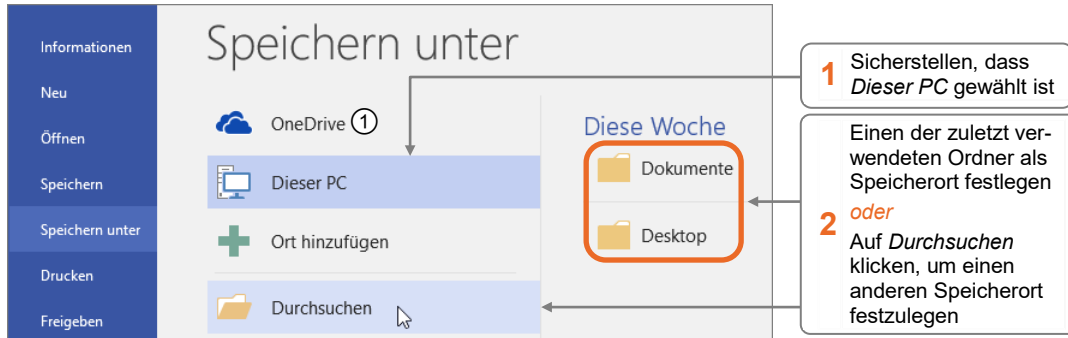 Informationen
Neu
Öffnen
Speichern
Speichern unter
Drucken
Freigeben
Speichern unter
OneDrive ①
Dieser PC
Ort hinzufügen
Durchsuchen
Diese Woche
Dokumente
Desktop
1
Sicherstellen, dass
Dieser PC gewählt ist
2
Einen der zuletzt ver-
wendeten Ordner als
Speicherort festlegen
oder
Auf Durchsuchen
klicken, um einen
anderen Speicherort
festzulegen